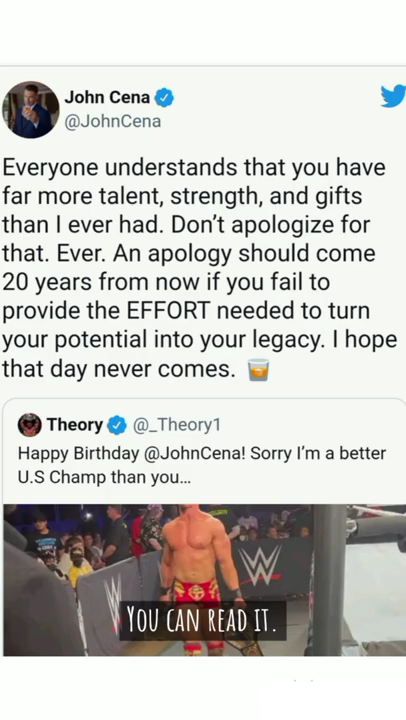 John Cena
@JohnCena
Everyone understands that you have
far more talent, strength, and gifts
than I ever had. Don’t apologize for
that. Ever. An apology should come
20 years from now if you fail to
provide the EFFORT needed to turn
your potential into your legacy. I hope
that day never comes. 🥃
Theory @_Theory1
Happy Birthday @JohnCena! Sorry I’m a better
U.S Champ than you...
W
W
YOU CAN READ IT.